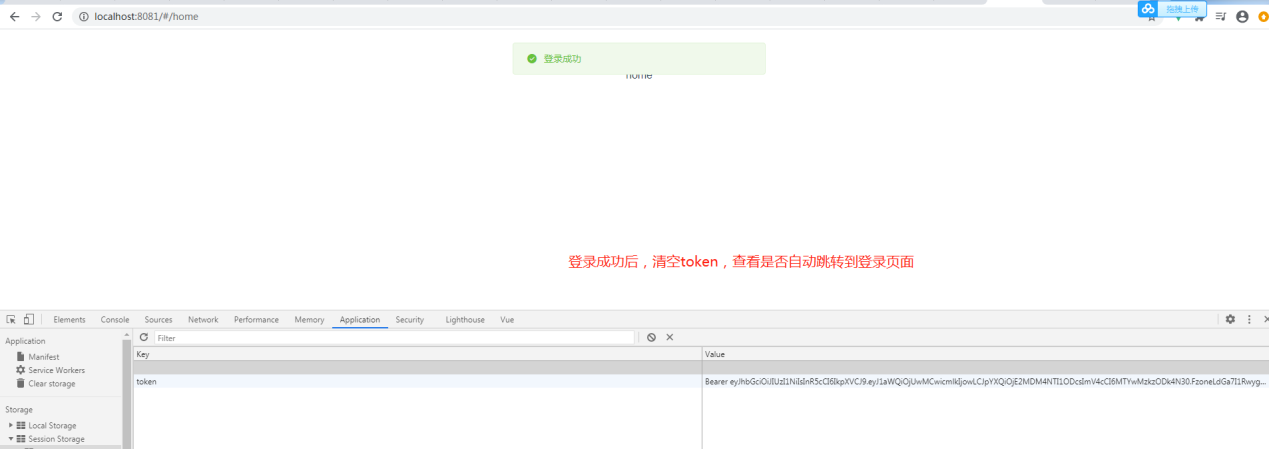 拖拽上传
localhost:8081/#/home
登录成功
home
登录成功后，清空token，查看是否自动跳转到登录页面
Elements Console Sources Network Performance Memory Application Security Lighthouse Vue
Application
Filter
Manifest
Key Value
Service Workers
token Bearer eyJhbGciOiJIUzI1NiIsInR5cCI6IkpXVCJ9.eyJ1aWQiOjUwMCwicmlkIjowLCJpYXQiOjE2MDM4NTI1ODcsImV4cCI6MTYwMzkzODk4N30.FzoneLdGa7I1Rwyg...
Clear storage
Storage
Local Storage
Session Storage